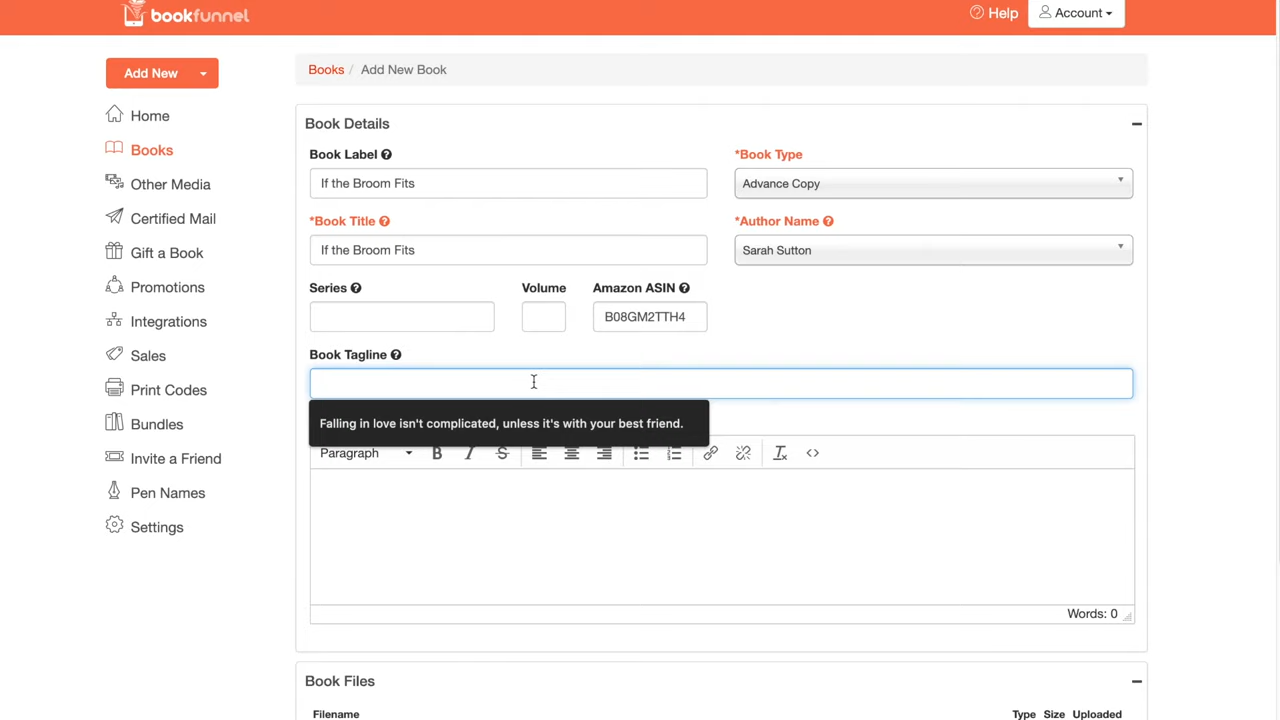 bookfunnel
Help
Account
Add New
Home
Books
Other Media
Certified Mail
Gift a Book
Promotions
Integrations
Sales
Print Codes
Bundles
Invite a Friend
Pen Names
Settings
Books / Add New Book
Book Details
Book Label
If the Broom Fits
*Book Type
Advance Copy
*Book Title
If the Broom Fits
*Author Name
Sarah Sutton
Series Volume Amazon ASIN
B08GM2TTH4
Book Tagline
Falling in love isn't complicated, unless it's with your best friend.
Paragraph B I S
Words: 0
Book Files
Filename Type Size Uploaded